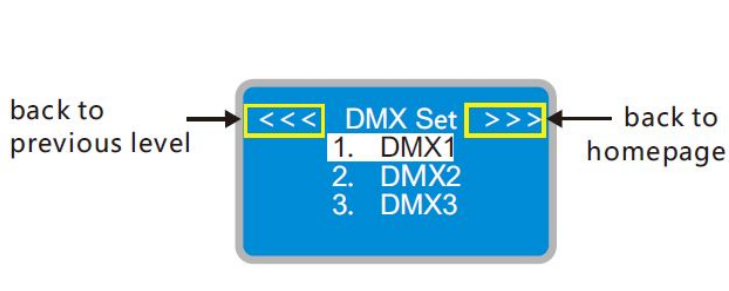 back to
previous level
<<< DMX Set >>>
1. DMX1
2. DMX2
3. DMX3
back to
homepage